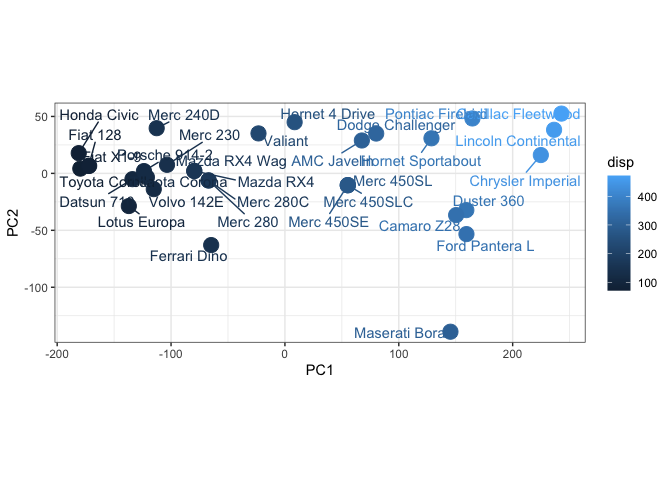 Honda Civic
Merc 240D
Hornet 4 Drive
Pontiac Firebird
Cadillac Fleetwood
Fiat 128
Merc 230
Valiant
Dodge Challenger
Lincoln Continental
Fiat X1-9
Porsche 914-2
Mazda RX4 Wag
AMC Javelin
Hornet Sportabout
Toyota Corolla
Toyota Corona
Mazda RX4
Merc 450SL
Chrysler Imperial
Datsun 710
Volvo 142E
Merc 280C
Merc 450SLC
Duster 360
Lotus Europa
Merc 280
Merc 450SE
Camaro Z28
Ferrari Dino
Ford Pantera L
Maserati Bora
50
0
-50
-100
PC2
-200
-100
0
100
200
PC1
disp
400
300
200
100